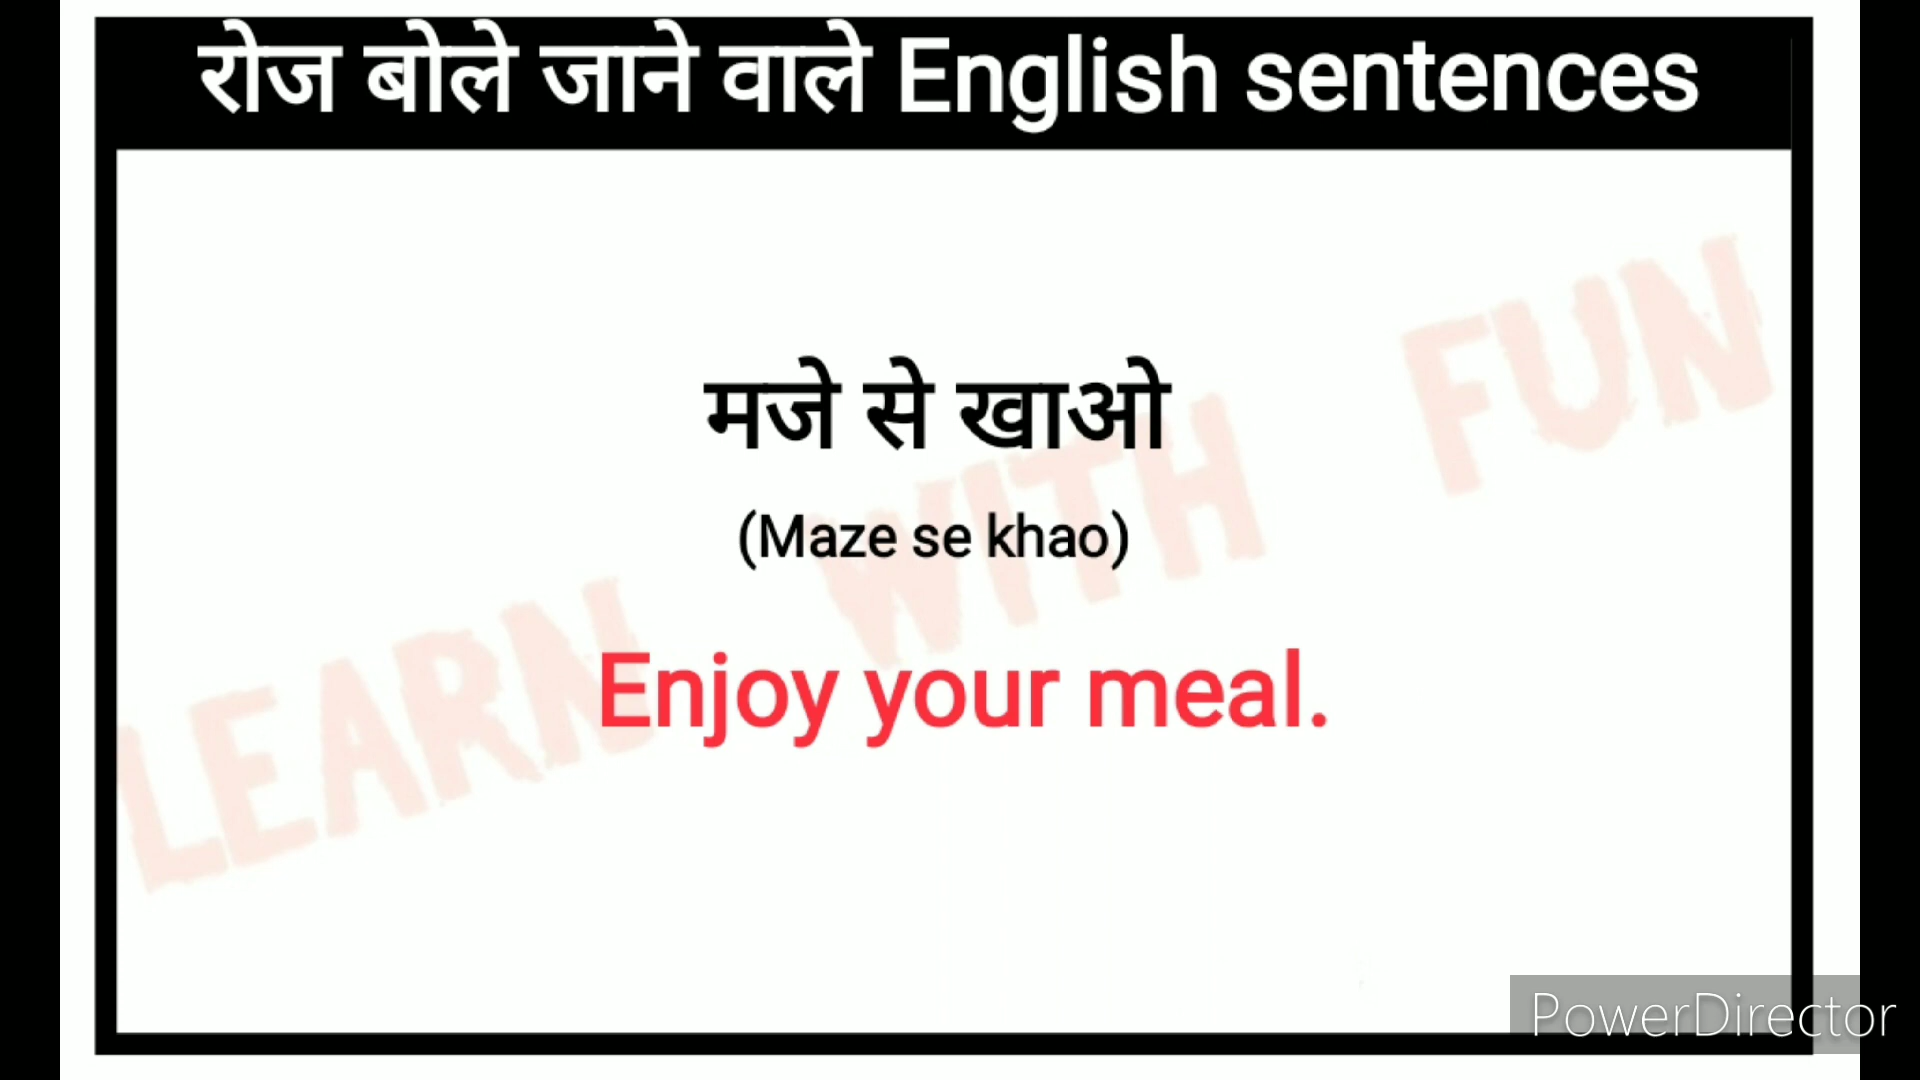 रोज बोले जाने वाले English sentences
मजे से खाओ
(Maze se khao)
Enjoy your meal.
LEARN WITH FUN
PowerDirector